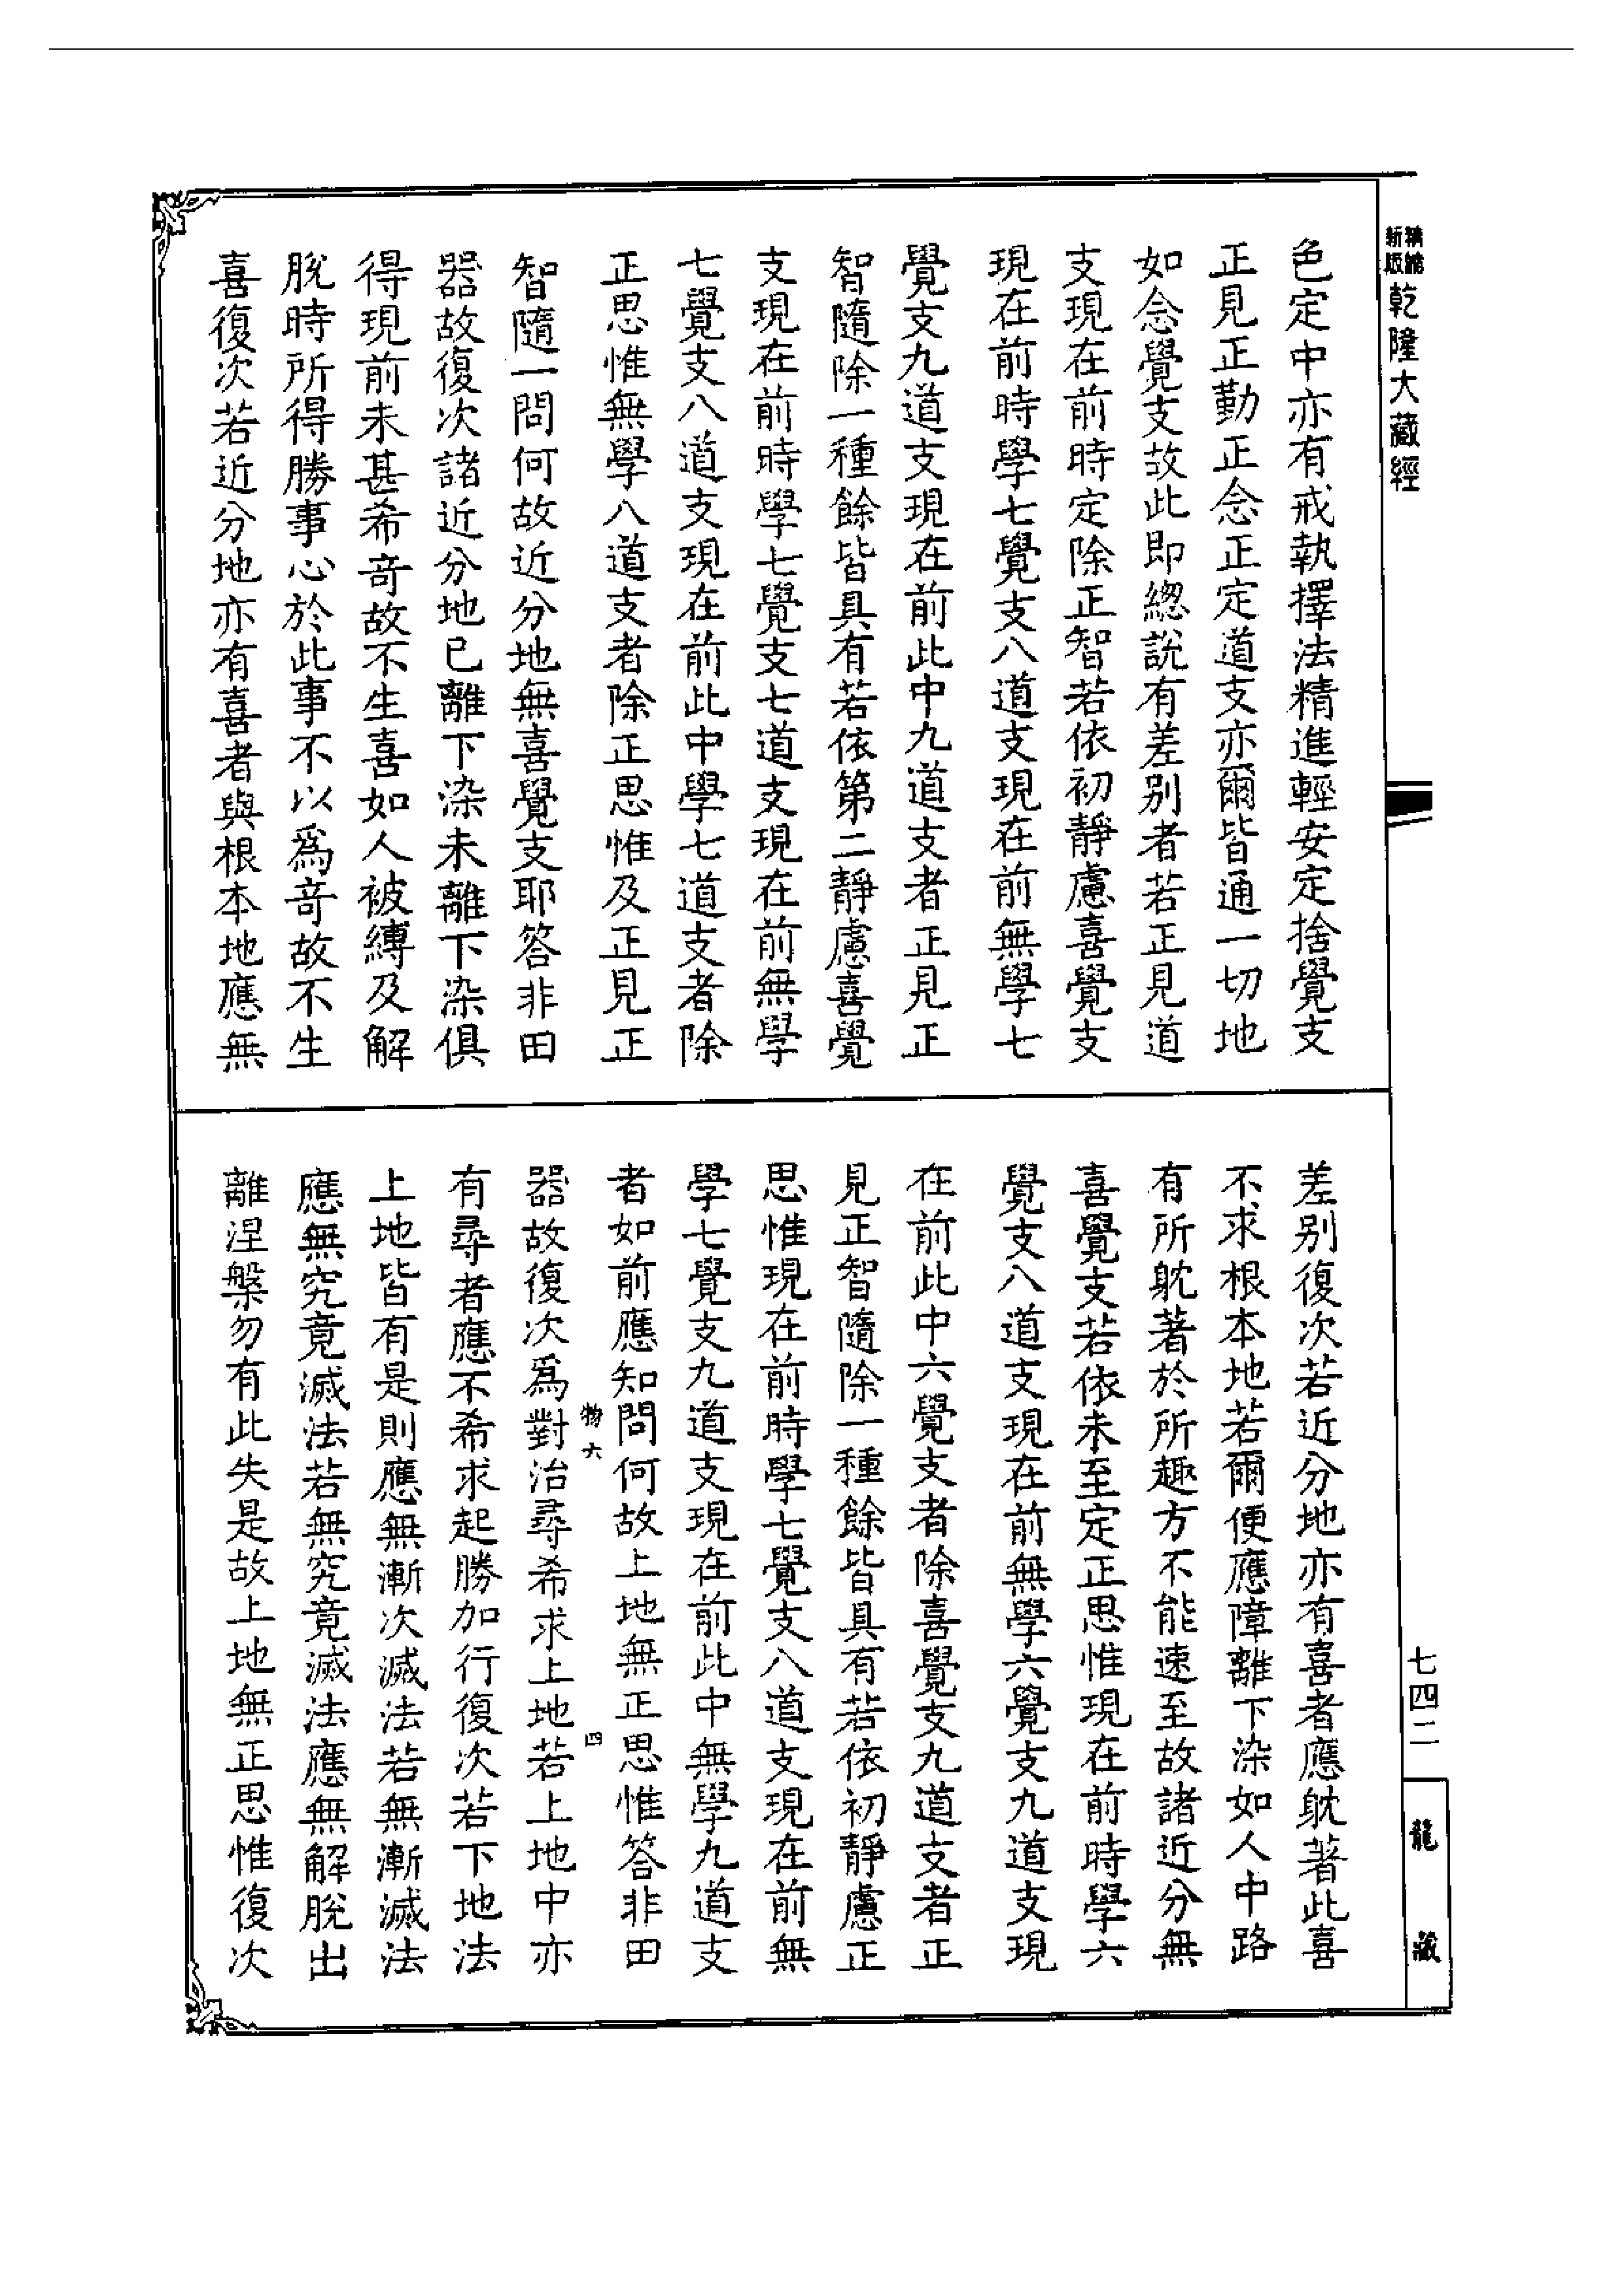 精縮新版乾隆大藏經
色定中亦有戒執擇法精進輕安定捨覺支
正見正勤正念正定道支亦爾皆通一切地
如念覺支故此即緫說有差別者若正見道
支現在前時定除正智若依初靜慮喜覺支
現在前時學七覺支八道支現在前無學七
覺支九道支現在前此中九道支者正見正
智隨除一種餘皆具有若依第二靜慮喜覺
支現在前時學七覺支七道支現在前無學
七覺支八道支現在前此中學七道支者除
正思惟無學八道支者除正思惟及正見正
智隨一問何故近分地無喜覺支耶答非田
器故復次諸近分地已離下染未離下染俱
得現前未甚希奇故不生喜如人被縛及解
脫時所得勝事心於此事不以爲奇故不生
喜復次若近分地亦有喜者與根本地應無
差別復次若近分地亦有喜者應躭著此喜
不求根本地若爾便應障離下染如人中路
有所躭著於所趣方不能速至故諸近分無
喜覺支若依未至定正思惟現在前時學六
覺支八道支現在前無學六覺支九道支現
在前此中六覺支者除喜覺支九道支者正
見正智隨除一種餘皆具有若依初靜慮正
思惟現在前時學七覺支八道支現在前無
學七覺支九道支現在前此中無學九道支
者如前應知問何故上地無正思惟答非田
物六 四
器故復次爲對治尋希求上地若上地中亦
有尋者應不希求起勝加行復次若下地法
上地皆有是則應無漸次滅法若無漸滅法
應無究竟滅法若無究竟滅法應無解脫出
離涅槃勿有此失是故上地無正思惟復次
七四二
龍藏